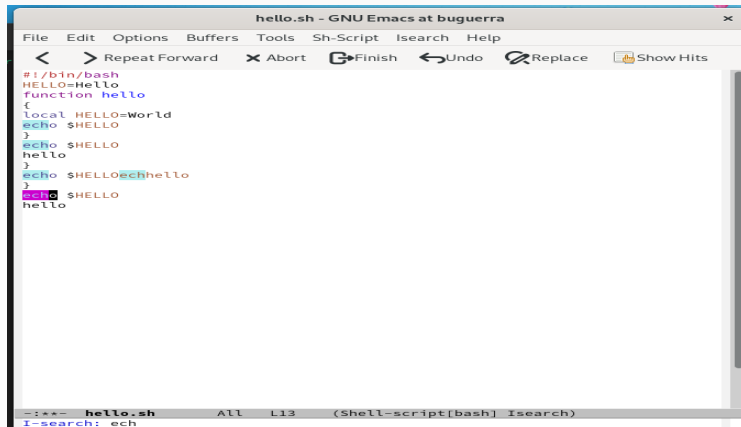 hello.sh - GNU Emacs at buguerra
File Edit Options Buffers Tools Sh-Script Isearch Help
Repeat Forward Abort Finish Undo Replace Show Hits
#!/bin/bash
HELLO=Hello
function hello
{
local HELLO=World
echo $HELLO
}
echo $HELLO
hello
}
echo $HELLOechhello
}
echo $HELLO
hello
-:**- hello.sh All L13 (Shell-script[bash] Isearch)
I-search: ech